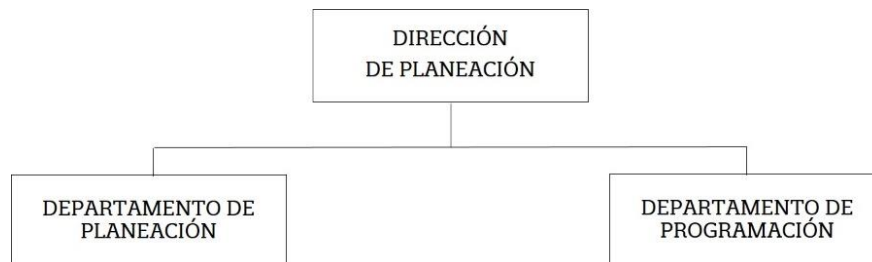 DIRECCIÓN
DE PLANEACIÓN
DEPARTAMENTO DE
PLANEACIÓN
DEPARTAMENTO DE
PROGRAMACIÓN